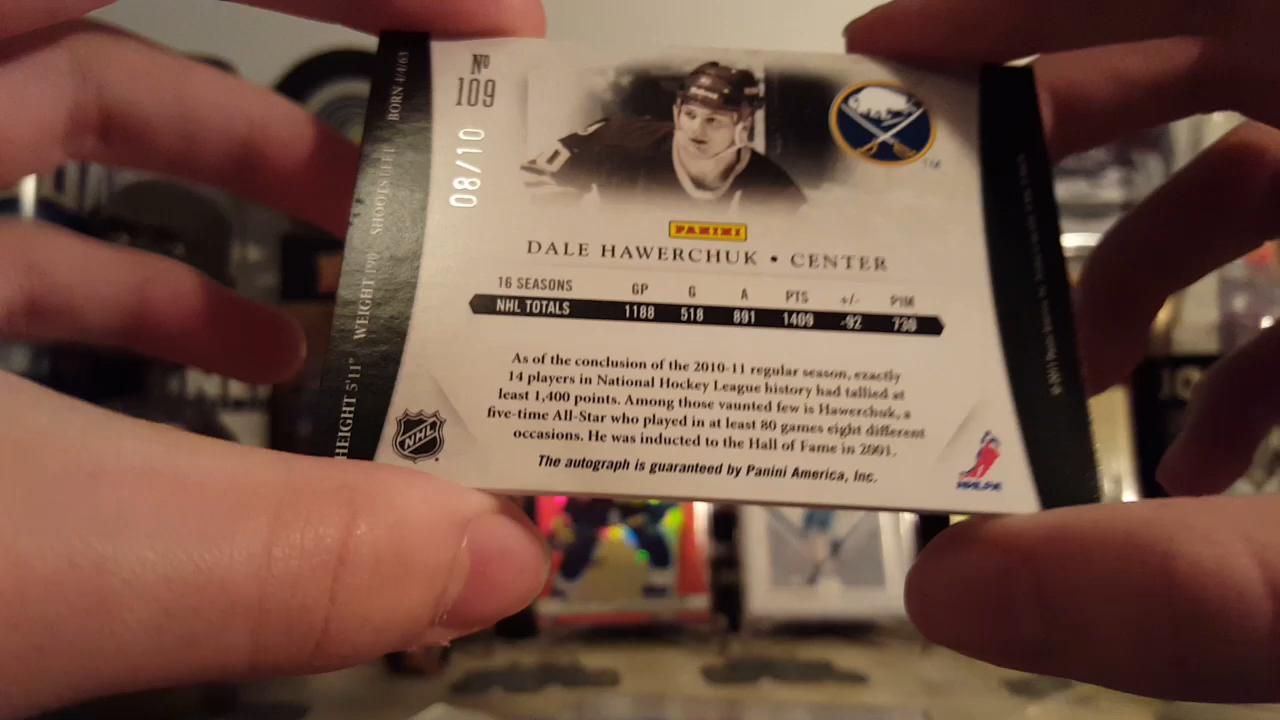 Nº
109
08/10
TM
HEIGHT 5'11" WEIGHT 190 SHOOTS LEFT BORN 4/4/63
PANINI
DALE HAWERCHUK • CENTER
16 SEASONS GP G A PTS +/- PIM
NHL TOTALS 1188 518 891 1409 -92 730
As of the conclusion of the 2010-11 regular season, exactly
14 players in National Hockey League history had tallied at
least 1,400 points. Among those vaunted few is Hawerchuk, a
five-time All-Star who played in at least 80 games eight different
occasions. He was inducted to the Hall of Fame in 2001.
The autograph is guaranteed by Panini America, Inc.
NHL
NHLPA